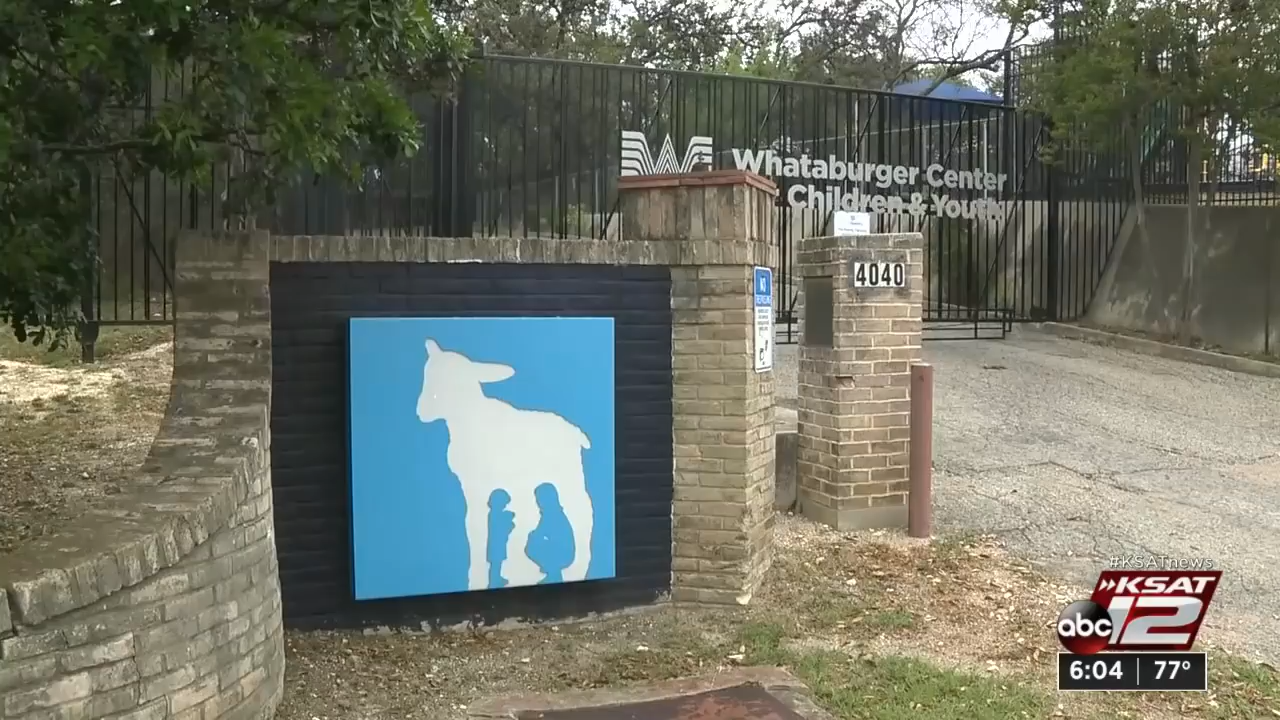 Whataburger Center
Children & Youth
4040
NO
#KSATnews
KSAT
abc 12
6:04 77°